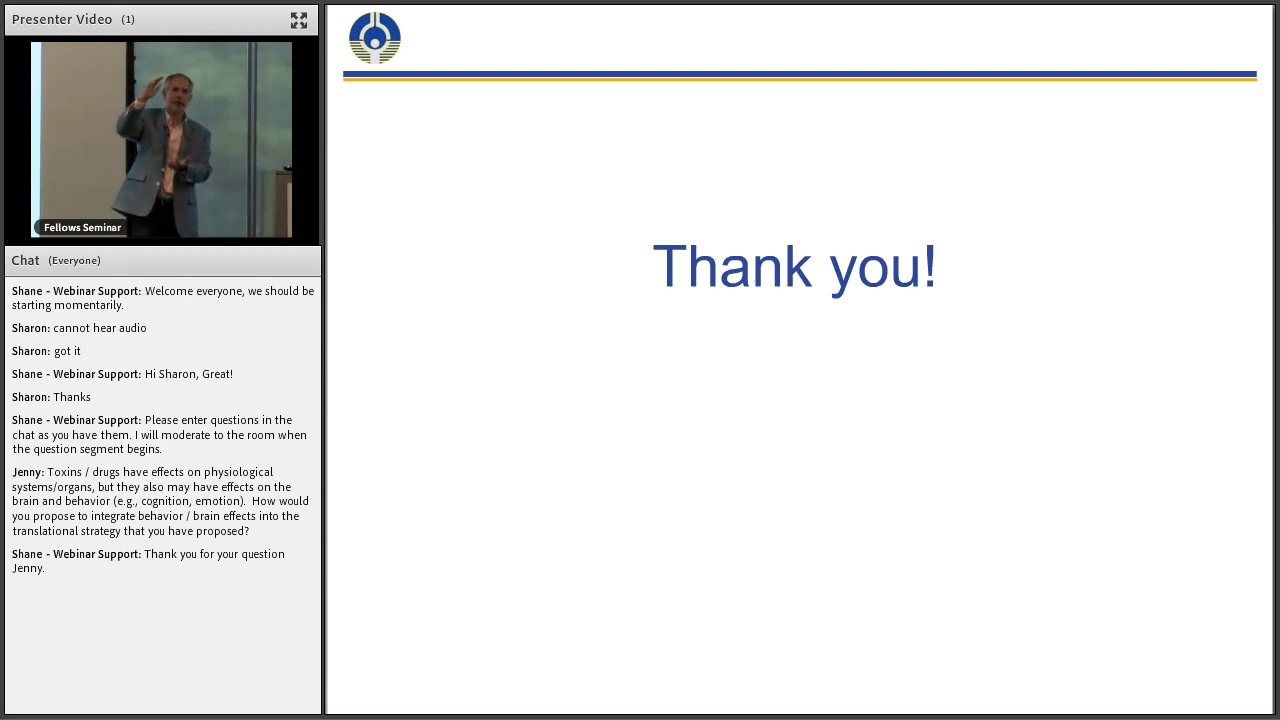 Presenter Video (1)
Fellows Seminar
Chat (Everyone)
Shane - Webinar Support: Welcome everyone, we should be
starting momentarily.
Sharon: cannot hear audio
Sharon: got it
Shane - Webinar Support: Hi Sharon, Great!
Sharon: Thanks
Shane - Webinar Support: Please enter questions in the
chat as you have them. I will moderate to the room when
the question segment begins.
Jenny: Toxins / drugs have effects on physiological
systems/organs, but they also may have effects on the
brain and behavior (e.g., cognition, emotion).  How would
you propose to integrate behavior / brain effects into the
translational strategy that you have proposed?
Shane - Webinar Support: Thank you for your question
Jenny.
Thank you!